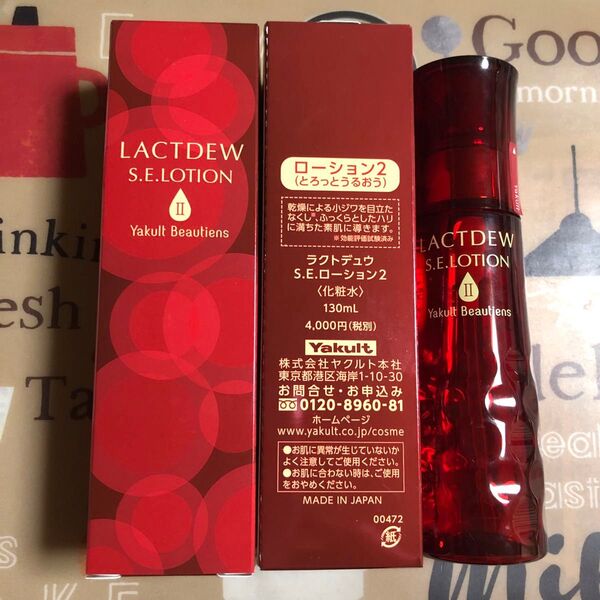 LACTDEW
S.E.LOTION
II
Yakult Beautiens
ローション2
(とろっとうるおう)
乾燥による小ジワを目立た
なくし※、ふっくらとしたハリ
に満ちた素肌に導きます。
※効能評価試験済み
ラクトデュウ
S.E.ローション2
〈化粧水〉
130mL
4,000円(税別)
Yakult
株式会社ヤクルト本社
東京都港区海岸1-10-30
お問合せ・お申込み
0120-8960-81
ホームページ
www.yakult.co.jp/cosme
●お肌に異常が生じていないか
よく注意してご使用ください。
●お肌に合わない時は、ご使用
をおやめください。
MADE IN JAPAN
00472
紙
LACTDEW
S.E.LOTION
II
Yakult Beautiens
Goo
morn
inkin
esh
Ta